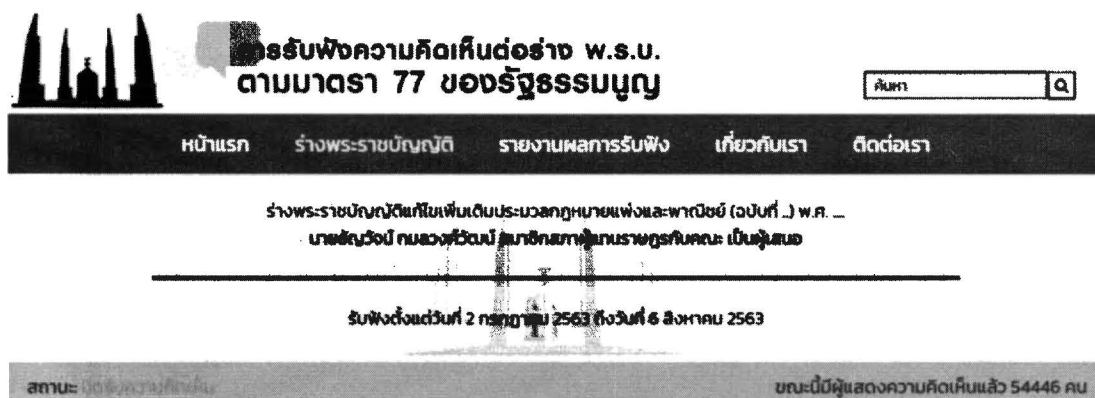 การรับฟังความคิดเห็นต่อร่าง พ.ร.บ.
ตามมาตรา 77 ของรัฐธรรมนูญ
ค้นหา
หน้าแรก ร่างพระราชบัญญัติ รายงานผลการรับฟัง เกี่ยวกับเรา ติดต่อเรา
ร่างพระราชบัญญัติแก้ไขเพิ่มเติมประมวลกฎหมายแพ่งและพาณิชย์ (ฉบับที่ ..) พ.ศ. ....
นายธัญวัจน์ กมลวงศ์วัฒน์ สมาชิกสภาผู้แทนราษฎรกับคณะ เป็นผู้เสนอ
รับฟังตั้งแต่วันที่ 2 กรกฎาคม 2563 ถึงวันที่ 6 สิงหาคม 2563
สถานะ: ปิดรับความคิดเห็น
ขณะนี้มีผู้แสดงความคิดเห็นแล้ว 54446 คน